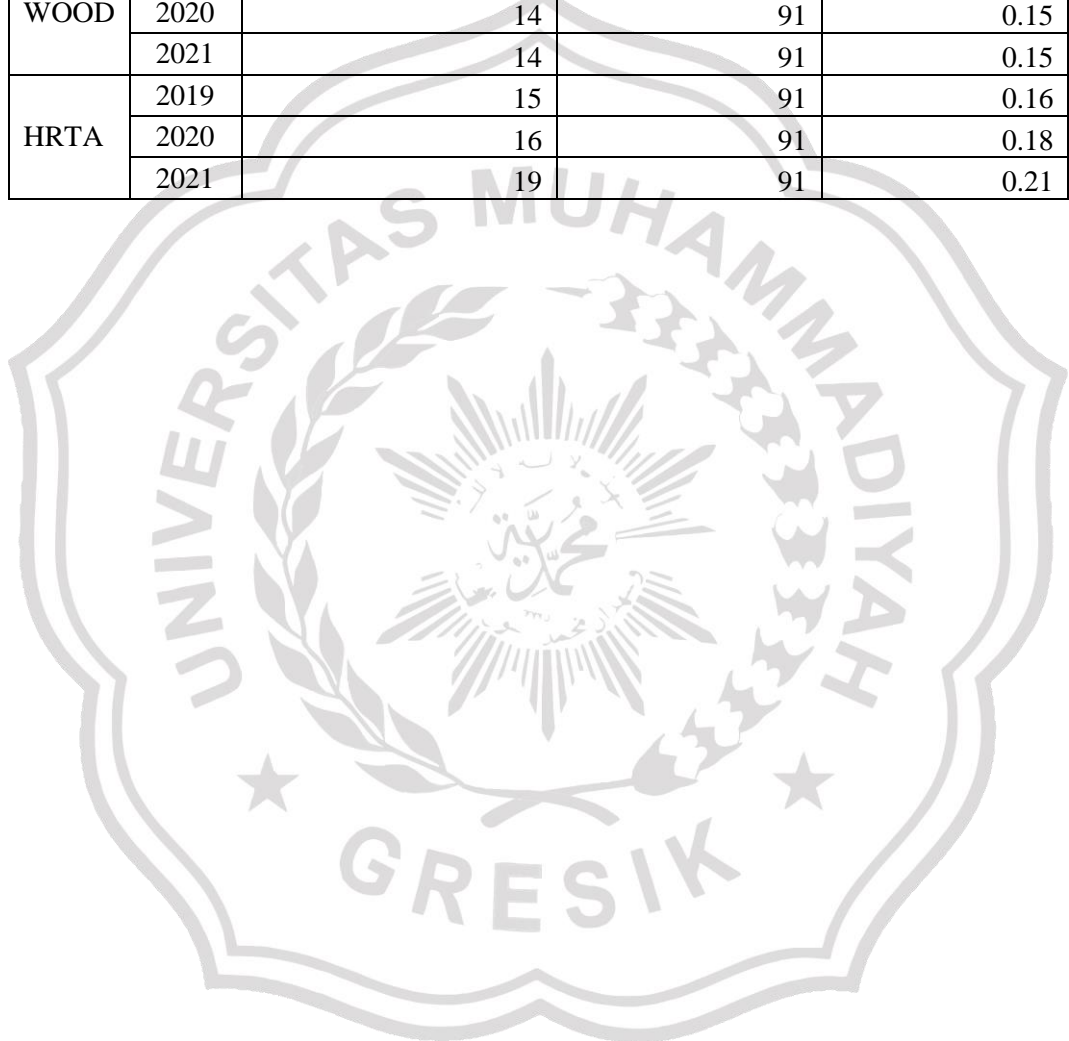 WOOD 2020 14 91 0.15
2021 14 91 0.15
2019 15 91 0.16
HRTA 2020 16 91 0.18
2021 19 91 0.21
UNIVERSITAS MUHAMMADIYAH
GRESIK